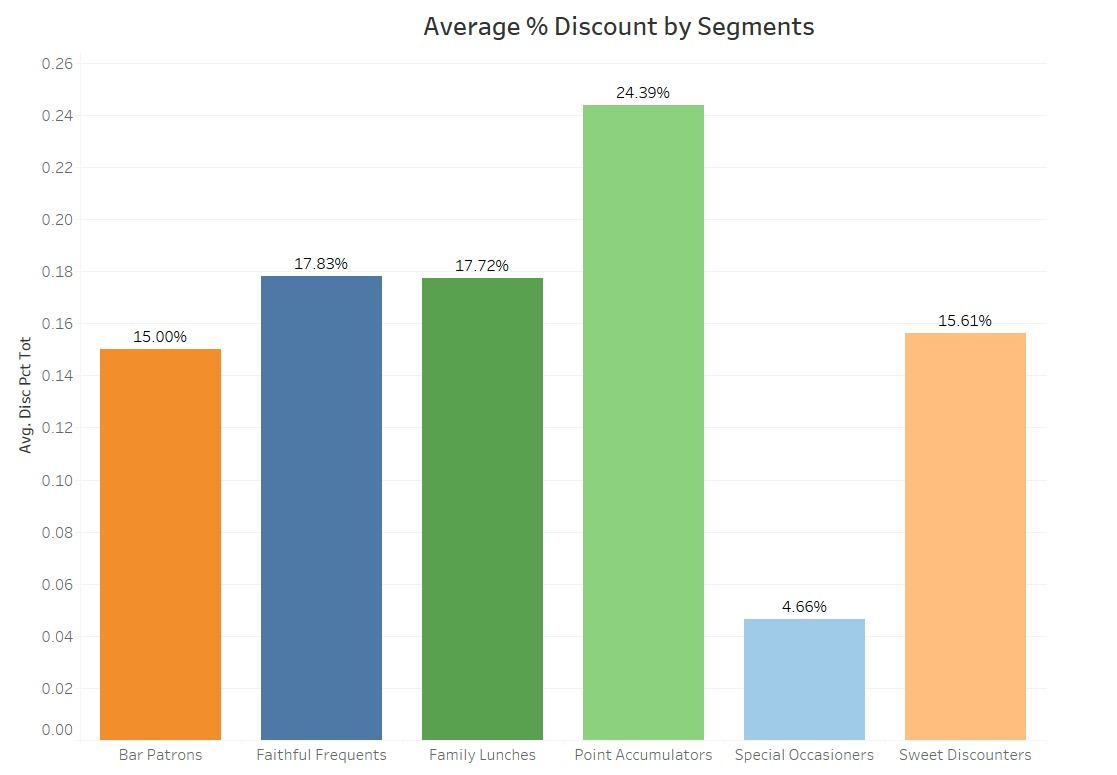 Average % Discount by Segments
Avg. Disc Pct Tot
0.26
0.24
0.22
0.20
0.18
0.16
0.14
0.12
0.10
0.08
0.06
0.04
0.02
0.00
15.00%
17.83%
17.72%
24.39%
4.66%
15.61%
Bar Patrons
Faithful Frequents
Family Lunches
Point Accumulators
Special Occasioners
Sweet Discounters